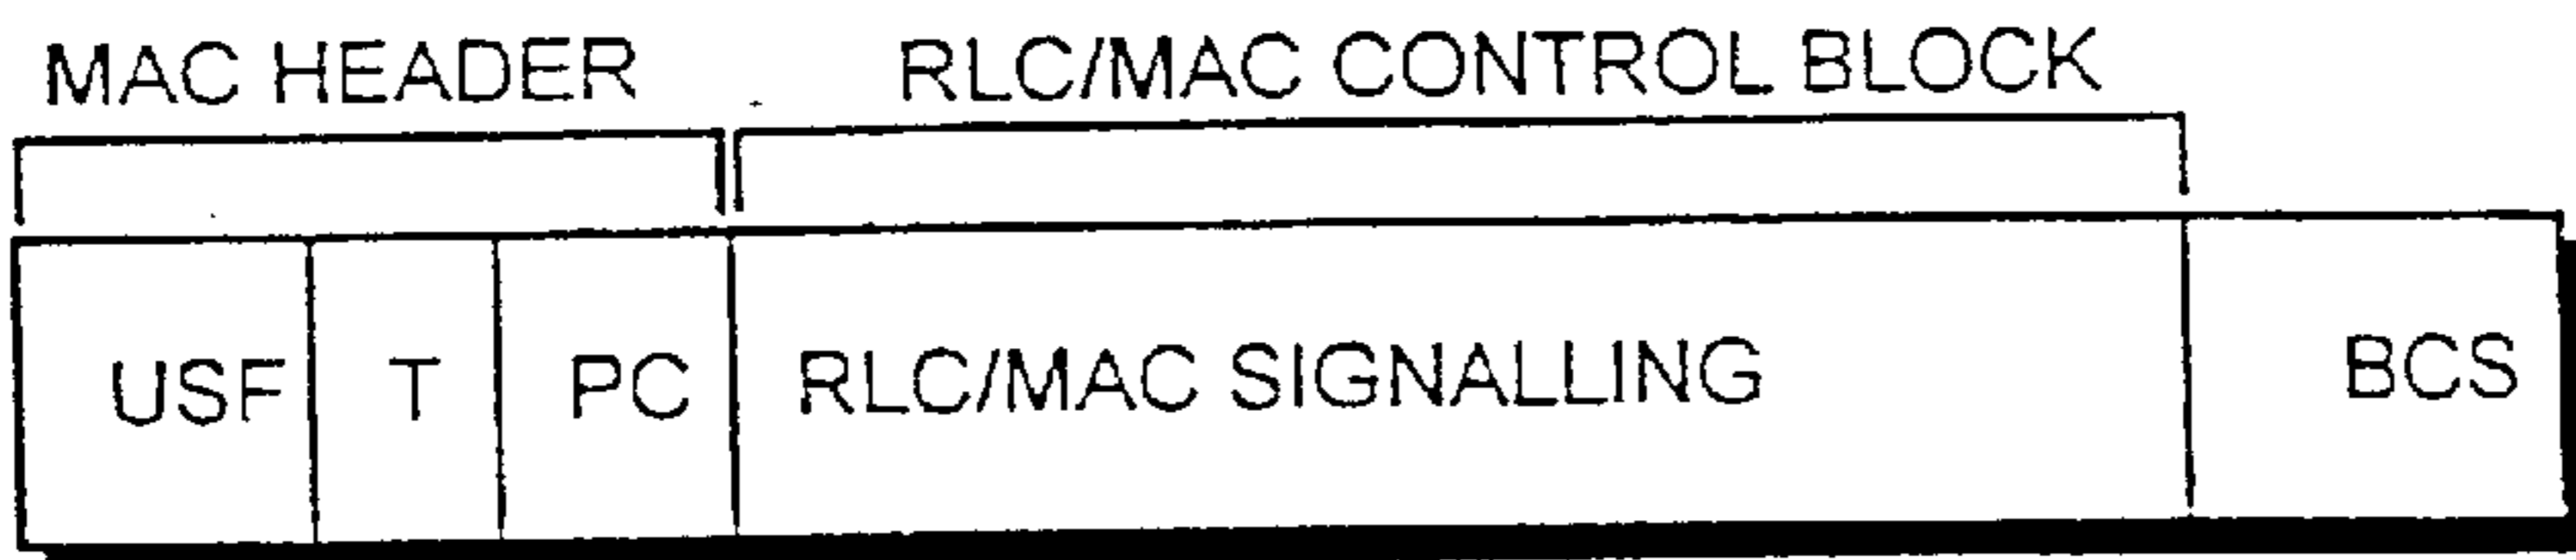 MAC HEADER RLC/MAC CONTROL BLOCK
USF T PC RLC/MAC SIGNALLING BCS